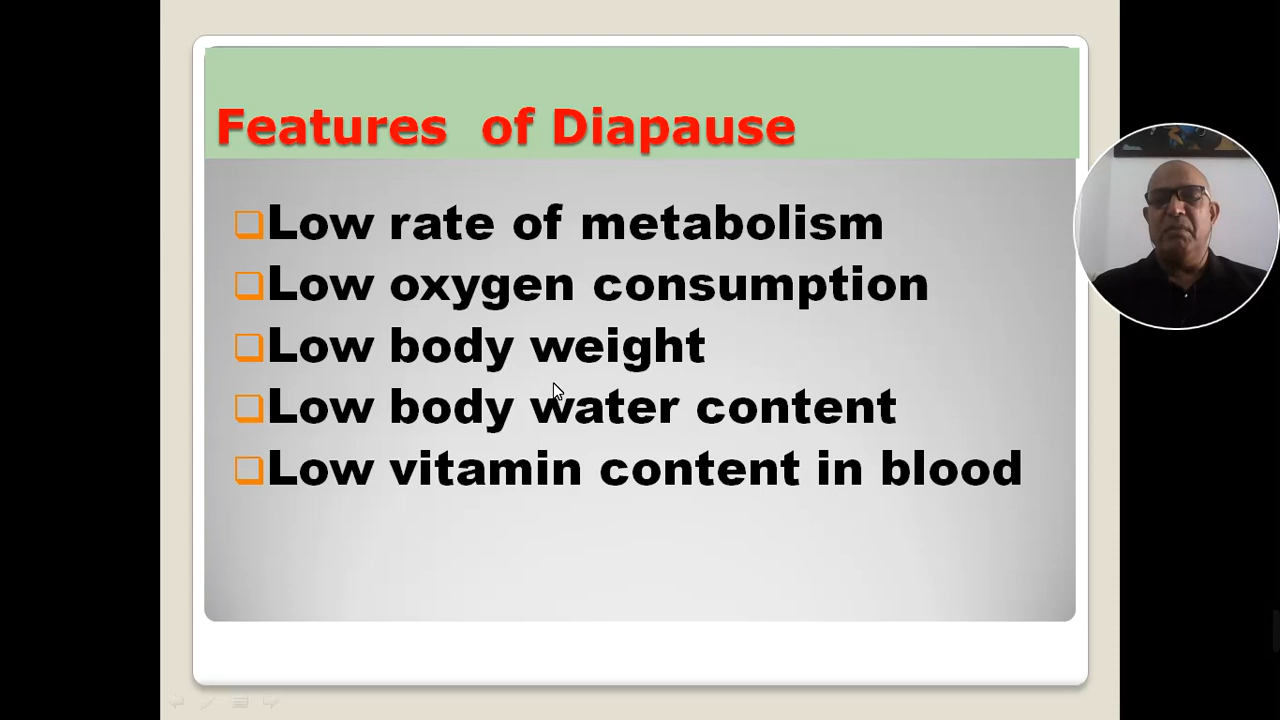 Features of Diapause
Low rate of metabolism
Low oxygen consumption
Low body weight
Low body water content
Low vitamin content in blood